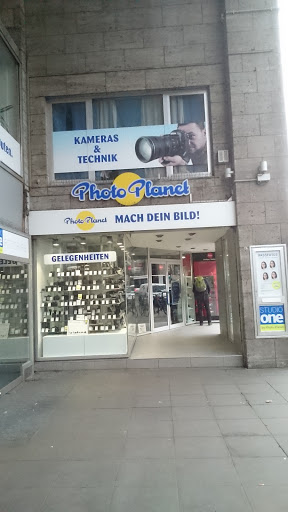 KAMERAS
&
TECHNIK
Photo Planet
Photo Planet MACH DEIN BILD!
GELEGENHEITEN
STUDIO
one